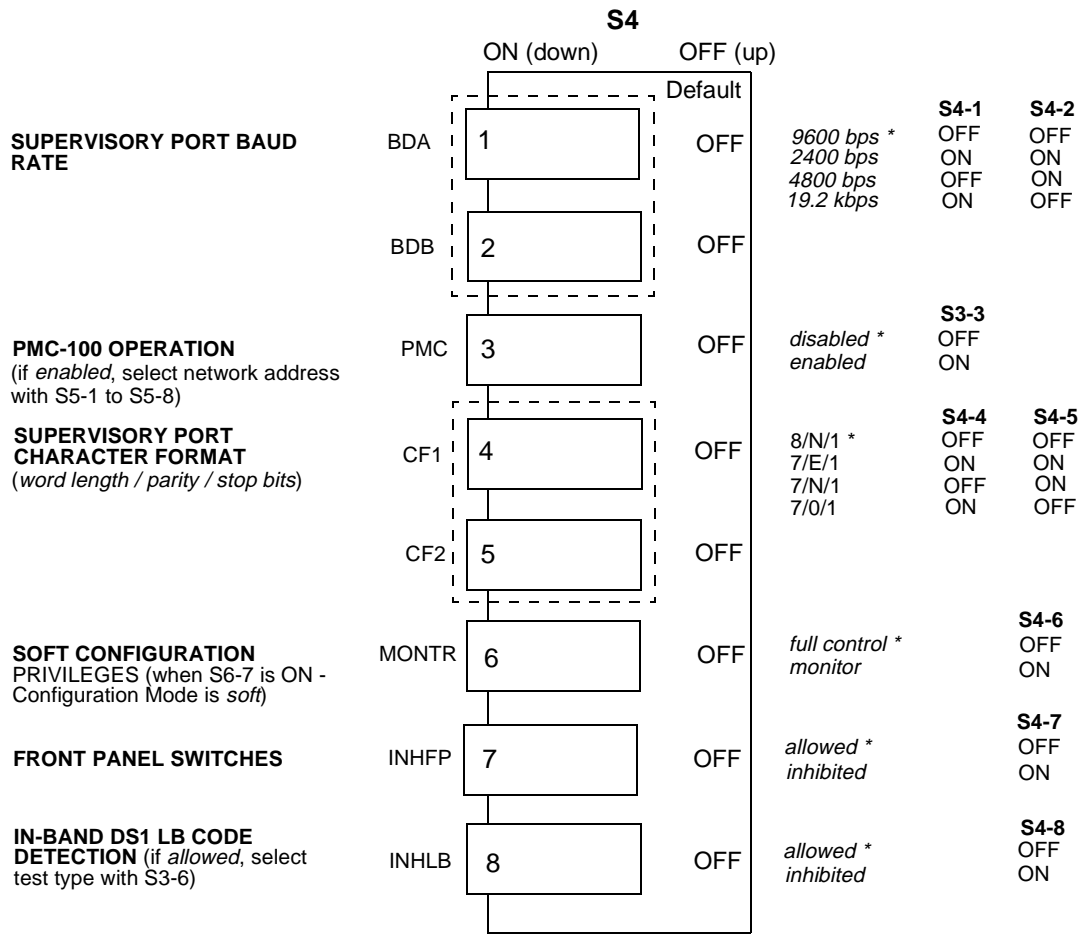 S4
ON (down) OFF (up)
Default
S4-1 S4-2
SUPERVISORY PORT BAUD
RATE
BDA 1 OFF
9600 bps * OFF OFF
2400 bps ON ON
4800 bps OFF ON
19.2 kbps ON OFF
BDB 2 OFF
S3-3
PMC-100 OPERATION
(if enabled, select network address
with S5-1 to S5-8)
PMC 3 OFF
disabled * OFF
enabled ON
S4-4 S4-5
SUPERVISORY PORT
CHARACTER FORMAT
(word length / parity / stop bits)
CF1 4 OFF
8/N/1 * OFF OFF
7/E/1 ON ON
7/N/1 OFF ON
7/0/1 ON OFF
CF2 5 OFF
S4-6
SOFT CONFIGURATION
PRIVILEGES (when S6-7 is ON -
Configuration Mode is soft)
MONTR 6 OFF
full control * OFF
monitor ON
S4-7
FRONT PANEL SWITCHES
INHFP 7 OFF
allowed * OFF
inhibited ON
S4-8
IN-BAND DS1 LB CODE
DETECTION (if allowed, select
test type with S3-6)
INHLB 8 OFF
allowed * OFF
inhibited ON